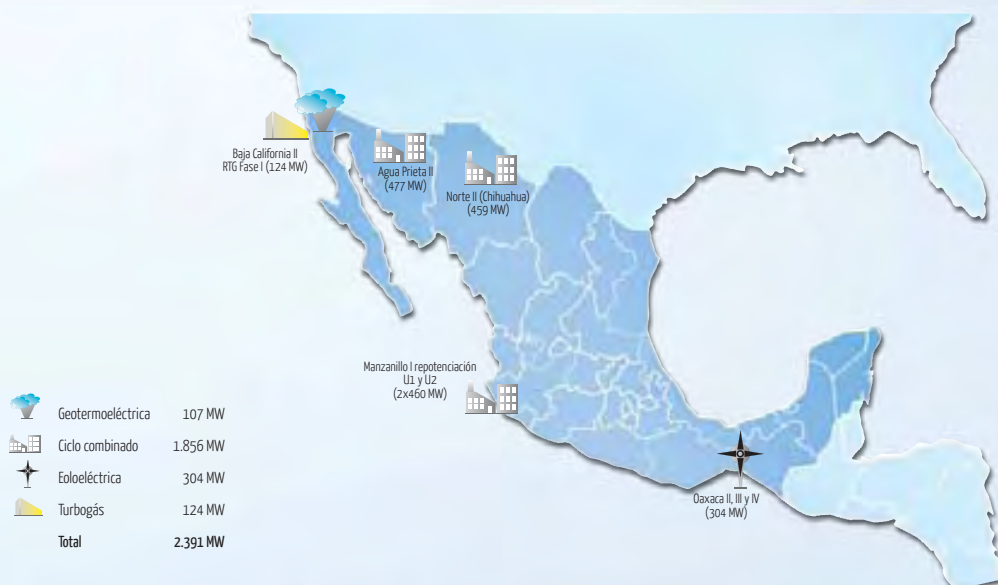 Baja California II
RTG Fase I (124 MW)
Agua Prieta II
(477 MW)
Norte II (Chihuahua)
(459 MW)
Manzanillo I repotenciación
U1 y U2
(2x460 MW)
Oaxaca II, III y IV
(304 MW)
Geotermoeléctrica 107 MW
Ciclo combinado 1.856 MW
Eoloeléctrica 304 MW
Turbogás 124 MW
Total 2.391 MW